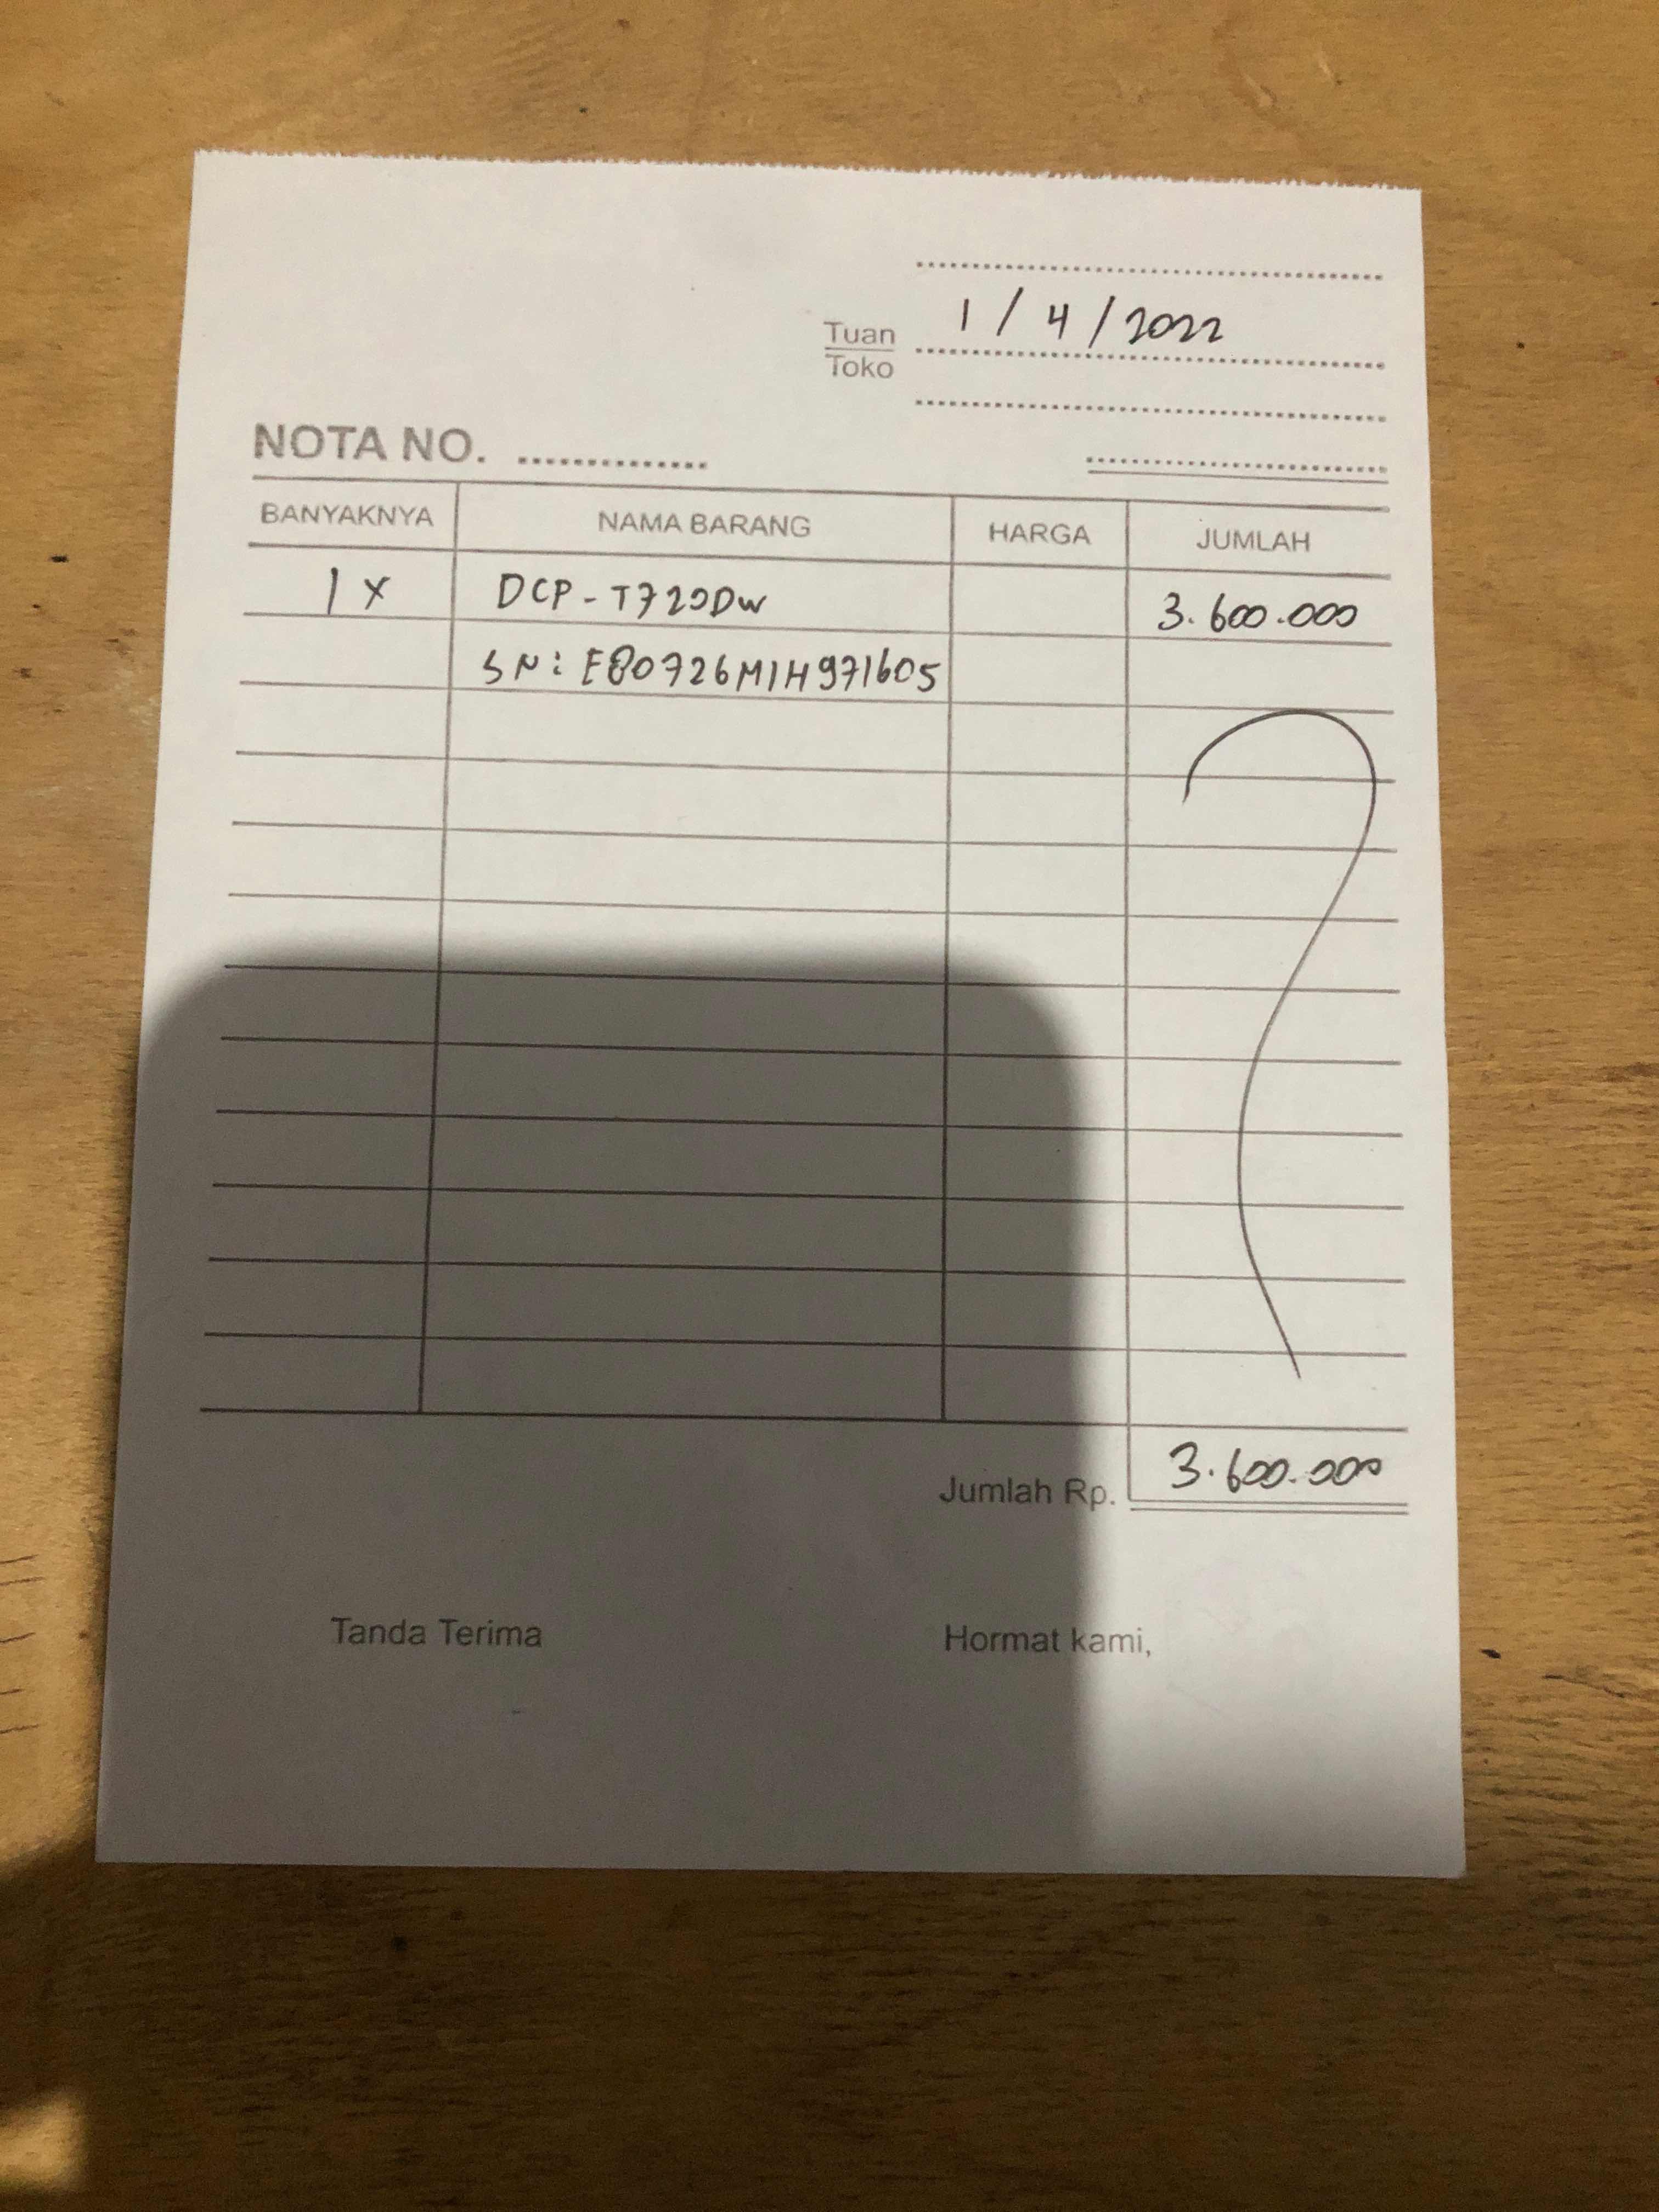 1 / 4 / 2022
Tuan
Toko
NOTA NO. ..............
BANYAKNYA NAMA BARANG HARGA JUMLAH
1 x DCP - T720DW 3.600.000
SN: E80726M1H971605
Jumlah Rp. 3.600.000
Tanda Terima Hormat kami,